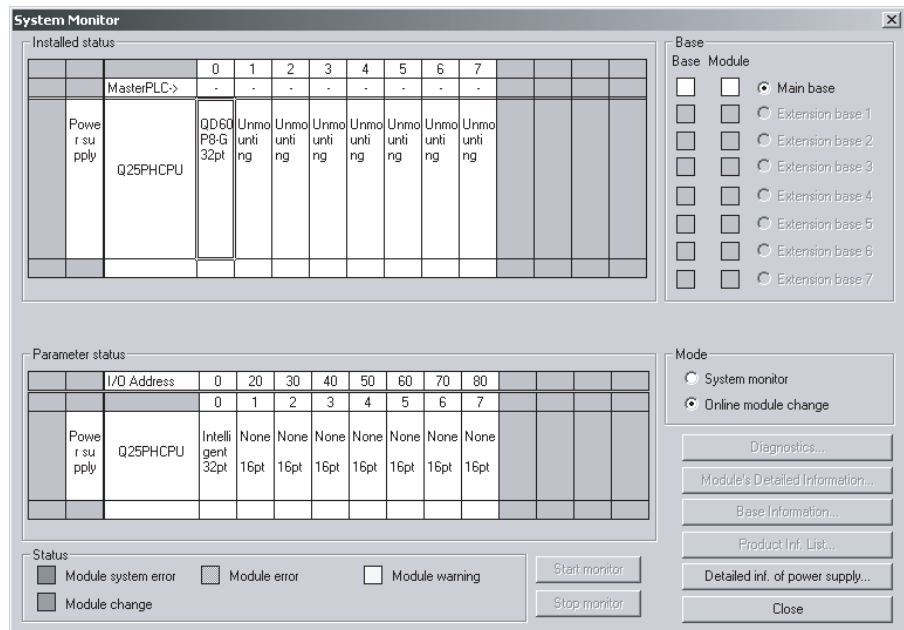 System Monitor
Installed status
0 1 2 3 4 5 6 7
MasterPLC-> - - - - - - - -
Powe
r su
pply
Q25PHCPU
QD60
P8-G
32pt
Unmo
unti
ng
Unmo
unti
ng
Unmo
unti
ng
Unmo
unti
ng
Unmo
unti
ng
Unmo
unti
ng
Unmo
unti
ng
Base
Base Module
Main base
Extension base 1
Extension base 2
Extension base 3
Extension base 4
Extension base 5
Extension base 6
Extension base 7
Parameter status
I/O Address 0 20 30 40 50 60 70 80
0 1 2 3 4 5 6 7
Powe
r su
pply
Q25PHCPU
Intelli
gent
32pt
None
16pt
None
16pt
None
16pt
None
16pt
None
16pt
None
16pt
None
16pt
Mode
System monitor
Online module change
Diagnostics...
Module's Detailed Information...
Base Information...
Product Inf. List...
Detailed inf. of power supply...
Close
Status
Module system error
Module error
Module warning
Module change
Start monitor
Stop monitor